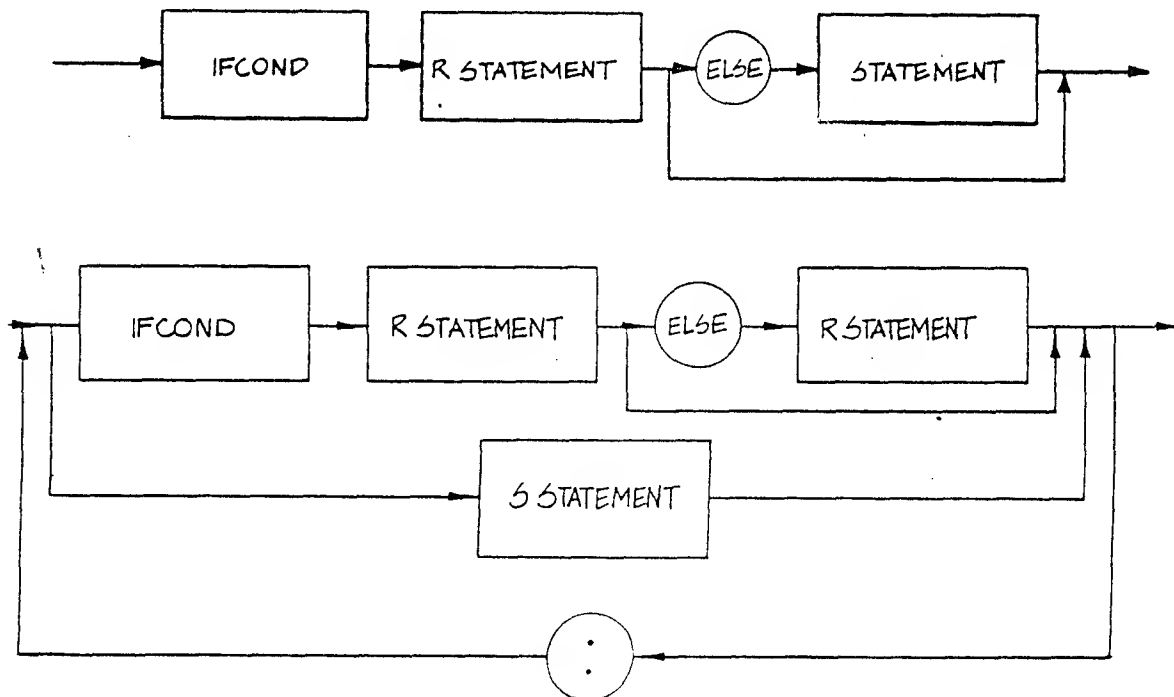 IFCOND R STATEMENT ELSE STATEMENT
IFCOND R STATEMENT ELSE R STATEMENT
S STATEMENT
: